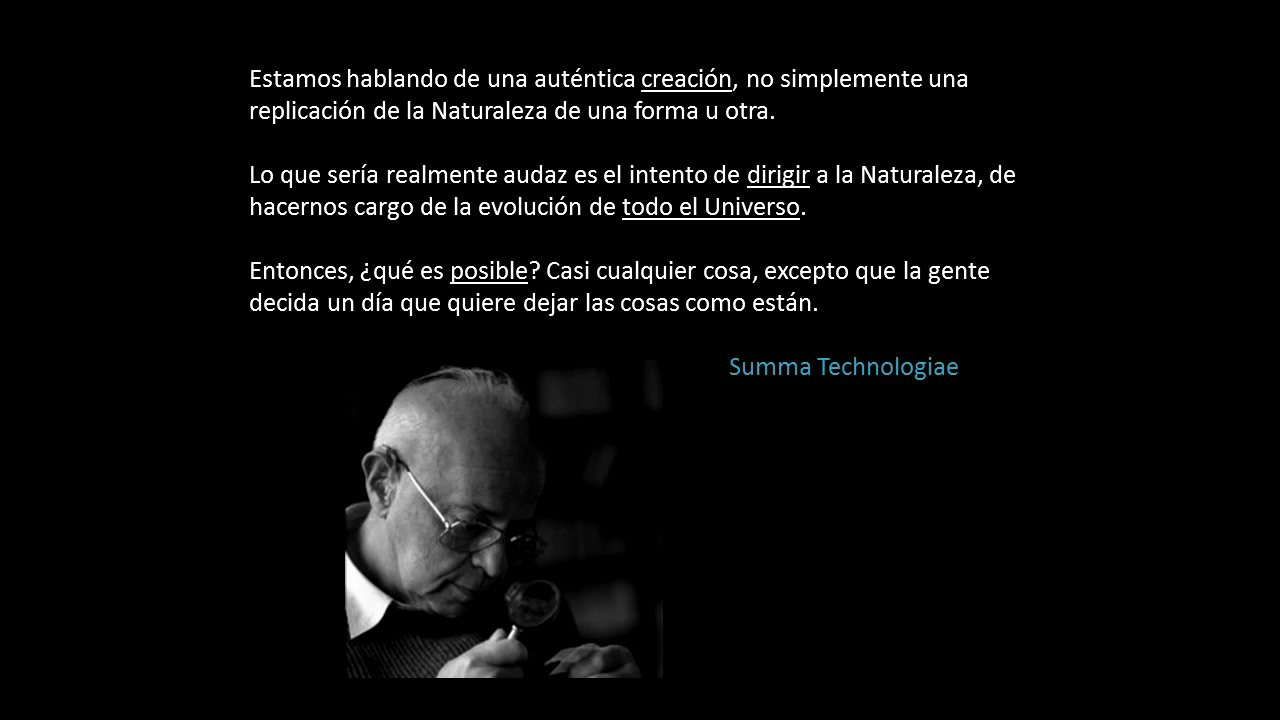 Estamos hablando de una auténtica creación, no simplemente una
replicación de la Naturaleza de una forma u otra.
Lo que sería realmente audaz es el intento de dirigir a la Naturaleza, de
hacernos cargo de la evolución de todo el Universo.
Entonces, ¿qué es posible? Casi cualquier cosa, excepto que la gente
decida un día que quiere dejar las cosas como están.
Summa Technologiae